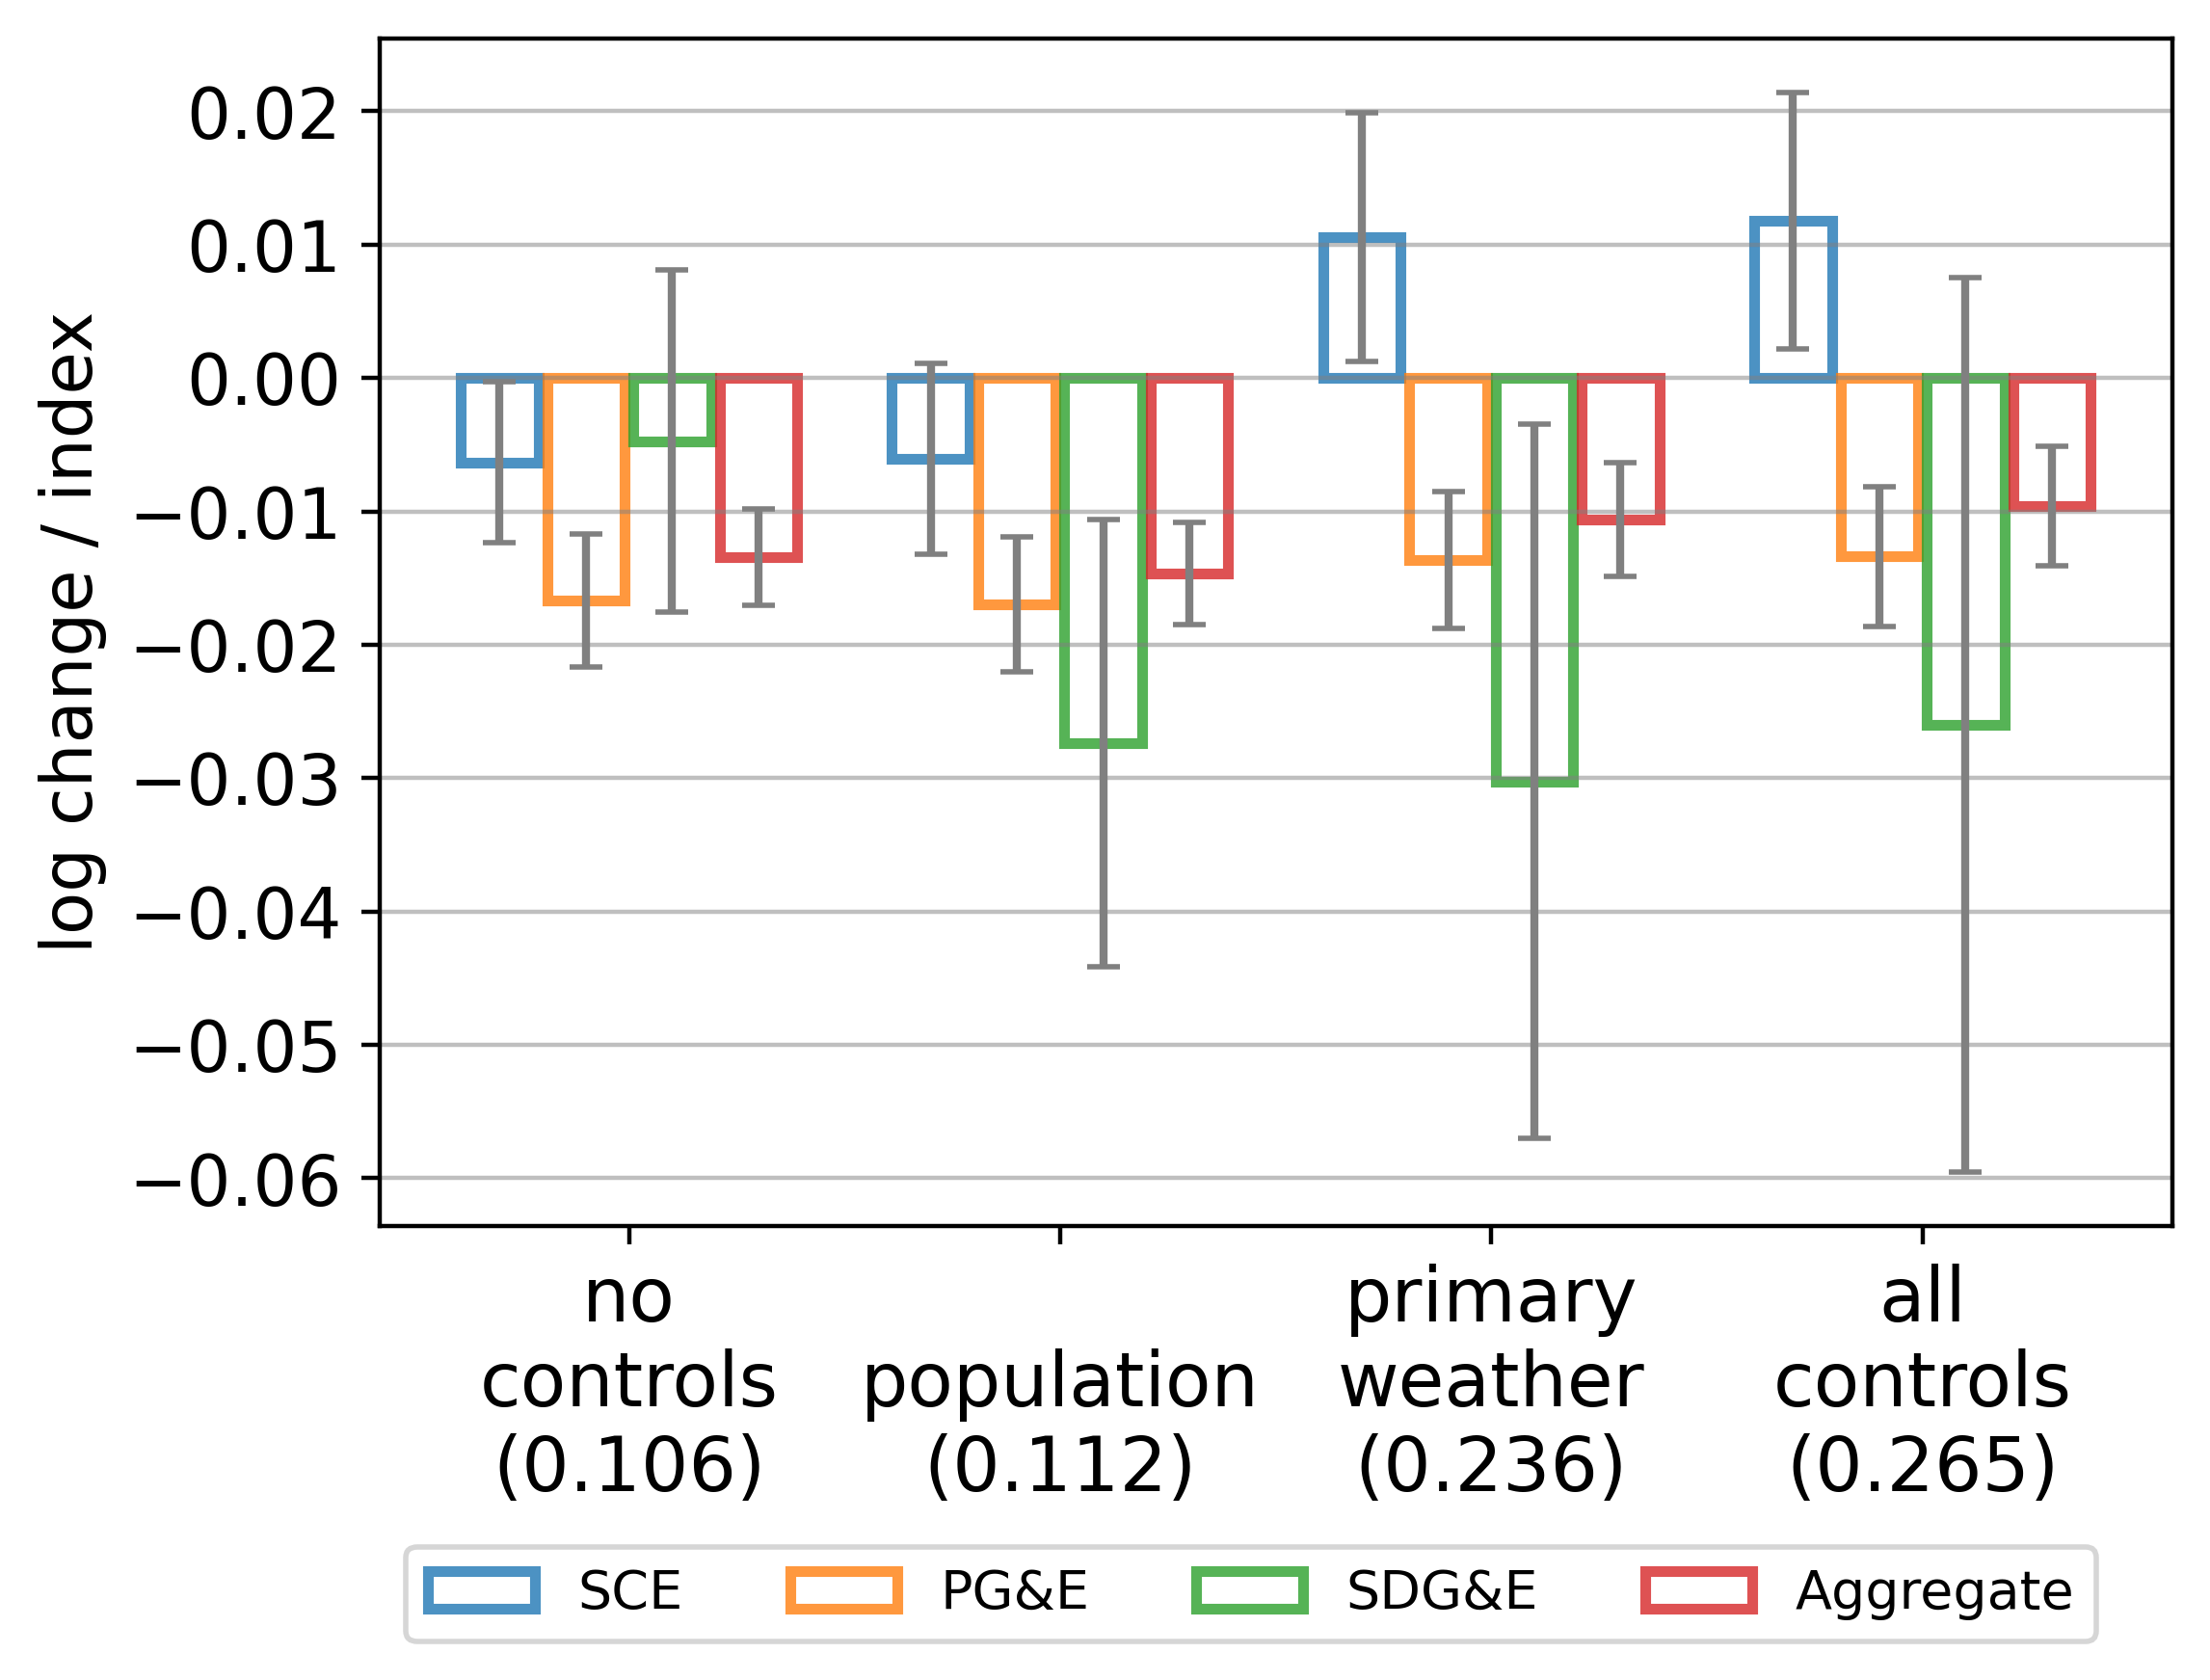 0.02
0.01
0.00
−0.01
−0.02
−0.03
−0.04
−0.05
−0.06
log change / index
no
controls
(0.106)
population
(0.112)
primary
weather
(0.236)
all
controls
(0.265)
SCE
PG&E
SDG&E
Aggregate